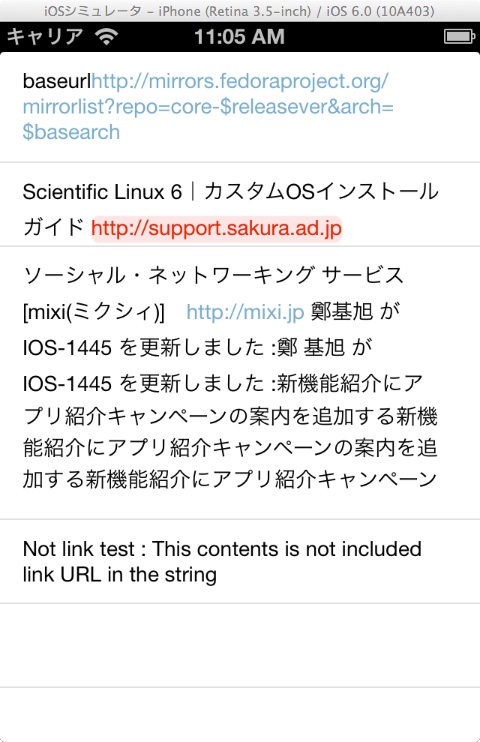 iOSシミュレータ - iPhone (Retina 3.5-inch) / iOS 6.0 (10A403)
キャリア 11:05 AM
baseurlhttp://mirrors.fedoraproject.org/
mirrorlist?repo=core-$releasever&arch=
$basearch
Scientific Linux 6｜カスタムOSインストール
ガイド http://support.sakura.ad.jp
ソーシャル・ネットワーキング サービス
[mixi(ミクシィ)]　http://mixi.jp 鄭基旭 が
IOS-1445 を更新しました :鄭 基旭 が
IOS-1445 を更新しました :新機能紹介にア
プリ紹介キャンペーンの案内を追加する新機
能紹介にアプリ紹介キャンペーンの案内を追
加する新機能紹介にアプリ紹介キャンペーン
Not link test : This contents is not included
link URL in the string